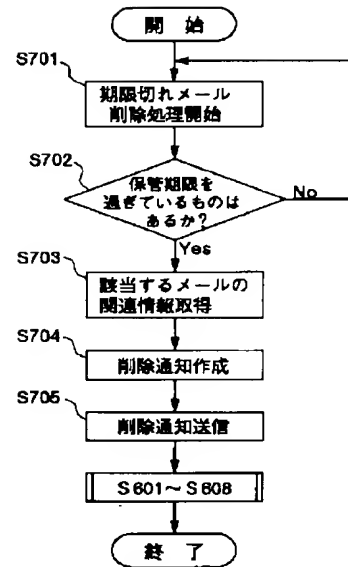 開 始
S701
期限切れメール
削除処理開始
S702
保管期限を
過ぎているものは
あるか?
No
Yes
S703
該当するメールの
関連情報取得
S704
削除通知作成
S705
削除通知送信
S601~S608
終 了